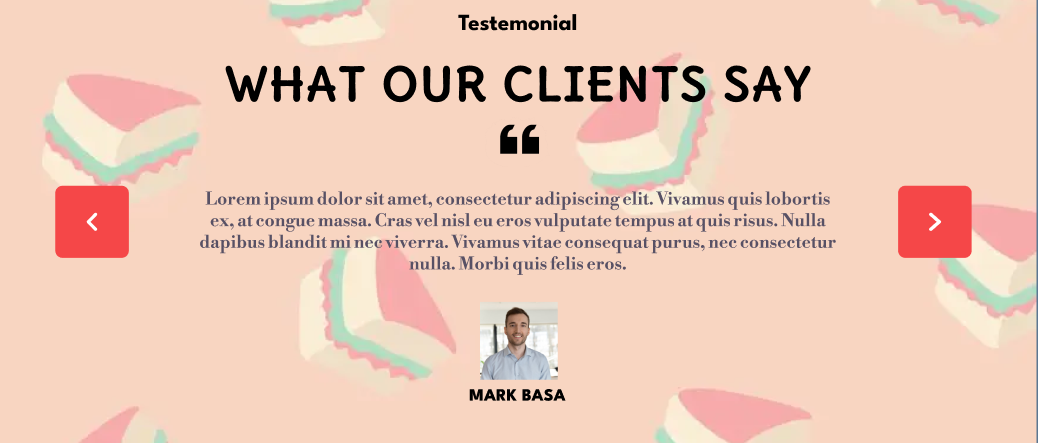 Testemonial
WHAT OUR CLIENTS SAY
❝
Lorem ipsum dolor sit amet, consectetur adipiscing elit. Vivamus quis lobortis
ex, at congue massa. Cras vel nisl eu eros vulputate tempus at quis risus. Nulla
dapibus blandit mi nec viverra. Vivamus vitae consequat purus, nec consectetur
nulla. Morbi quis felis eros.
MARK BASA